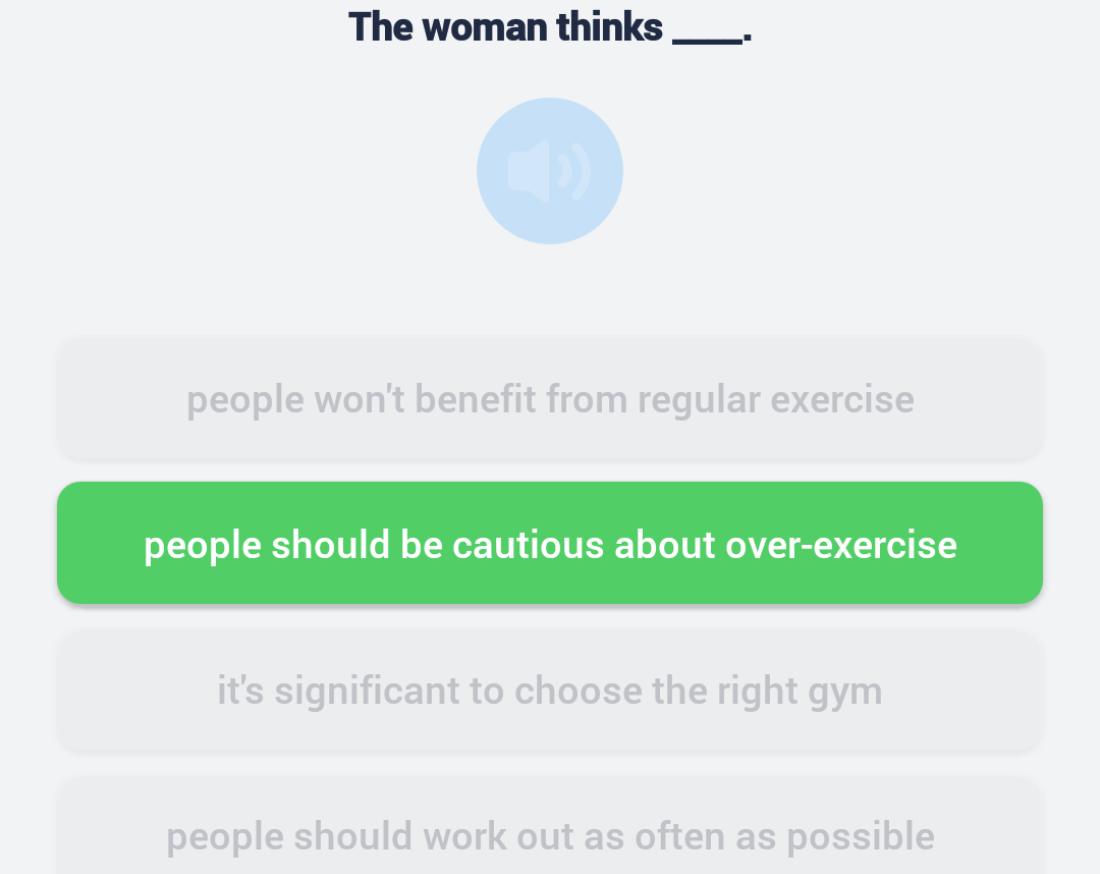 The woman thinks ____.
people won't benefit from regular exercise
people should be cautious about over-exercise
it's significant to choose the right gym
people should work out as often as possible